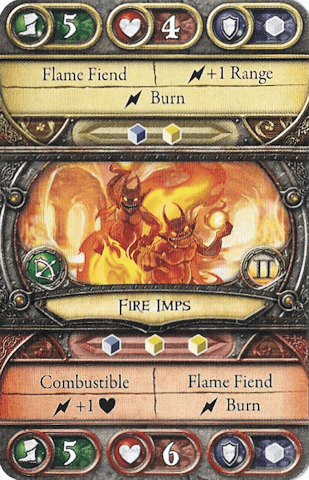 5 4
Flame Fiend +1 Range
Burn
II
Fire Imps
Combustible Flame Fiend
+1 Burn
5 6